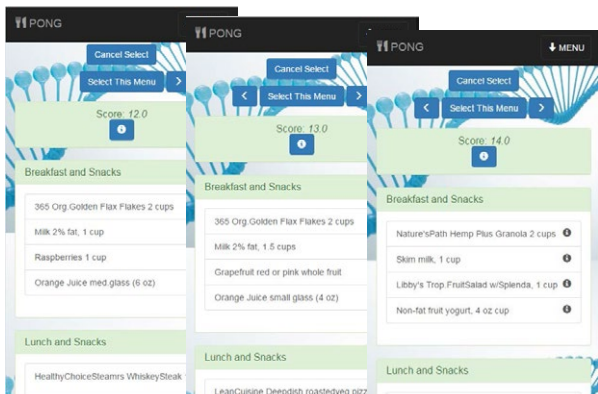 PONG
Cancel Select
Select This Menu
Score: 12.0
Breakfast and Snacks
365 Org.Golden Flax Flakes 2 cups
Milk 2% fat, 1 cup
Raspberries 1 cup
Orange Juice med.glass (6 oz)
Lunch and Snacks
HealthyChoiceSteamrs WhiskeySteak
PONG
Cancel Select
Select This Menu
Score: 13.0
Breakfast and Snacks
365 Org.Golden Flax Flakes 2 cups
Milk 2% fat, 1.5 cups
Grapefruit red or pink whole fruit
Orange Juice small glass (4 oz)
Lunch and Snacks
LeanCuisine Deepdish roastedveg pizz
PONG
MENU
Cancel Select
Select This Menu
Score: 14.0
Breakfast and Snacks
Nature'sPath Hemp Plus Granola 2 cups
Skim milk, 1 cup
Libby's Trop.FruitSalad w/Splenda, 1 cup
Non-fat fruit yogurt, 4 oz cup
Lunch and Snacks